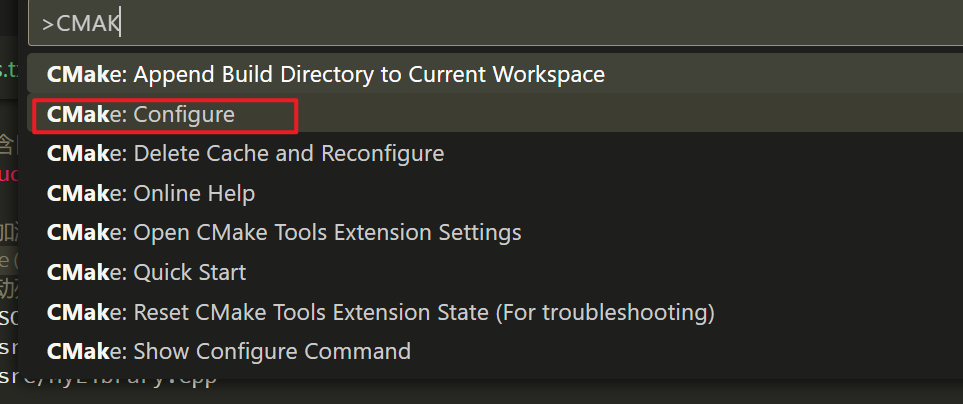 >CMAK
CMake: Append Build Directory to Current Workspace
CMake: Configure
CMake: Delete Cache and Reconfigure
CMake: Online Help
CMake: Open CMake Tools Extension Settings
CMake: Quick Start
CMake: Reset CMake Tools Extension State (For troubleshooting)
CMake: Show Configure Command